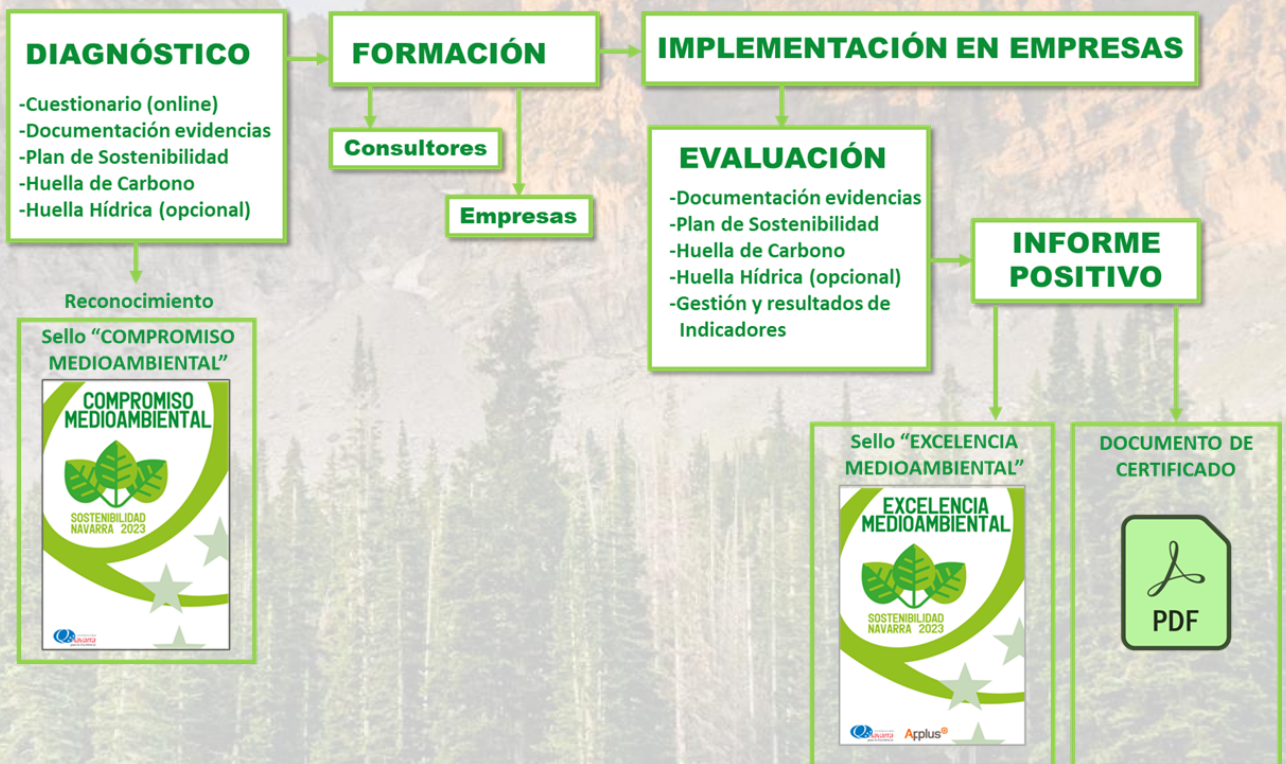 DIAGNÓSTICO
-Cuestionario (online)
-Documentación evidencias
-Plan de Sostenibilidad
-Huella de Carbono
-Huella Hídrica (opcional)
FORMACIÓN
Consultores
Empresas
IMPLEMENTACIÓN EN EMPRESAS
EVALUACIÓN
-Documentación evidencias
-Plan de Sostenibilidad
-Huella de Carbono
-Huella Hídrica (opcional)
-Gestión y resultados de
Indicadores
INFORME
POSITIVO
Reconocimiento
Sello “COMPROMISO
MEDIOAMBIENTAL”
COMPROMISO
MEDIOAMBIENTAL
SOSTENIBILIDAD
NAVARRA 2023
Sello “EXCELENCIA
MEDIOAMBIENTAL”
EXCELENCIA
MEDIOAMBIENTAL
SOSTENIBILIDAD
NAVARRA 2023
Applus⊕
DOCUMENTO DE
CERTIFICADO
PDF